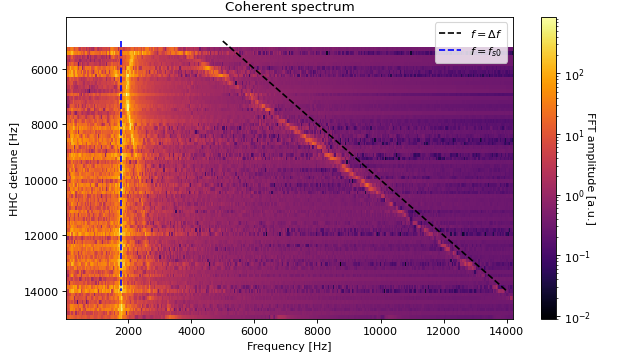 Coherent spectrum
f = Δf
f = f_s0
HHC detune [Hz]
6000
8000
10000
12000
14000
2000 4000 6000 8000 10000 12000 14000
Frequency [Hz]
10²
10¹
10⁰
10⁻¹
10⁻²
FFT amplitude [a.u.]